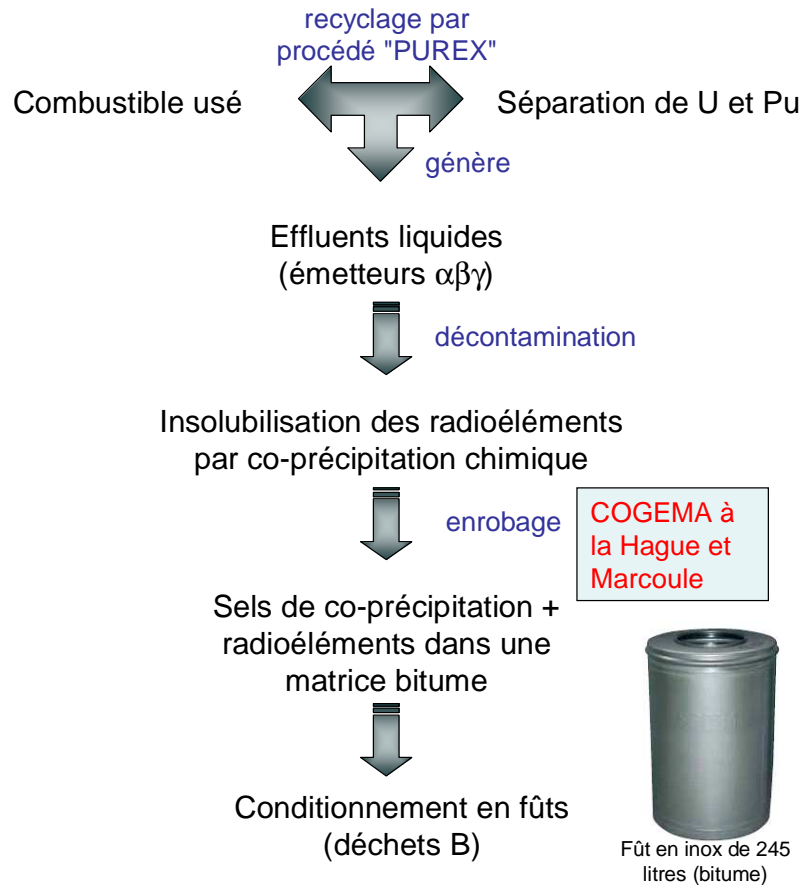 recyclage par
procédé "PUREX"
Combustible usé
Séparation de U et Pu
génère
Effluents liquides
(émetteurs αβγ)
décontamination
Insolubilisation des radioéléments
par co-précipitation chimique
enrobage
COGEMA à
la Hague et
Marcoule
Sels de co-précipitation +
radioéléments dans une
matrice bitume
Conditionnement en fûts
(déchets B)
Fût en inox de 245
litres (bitume)